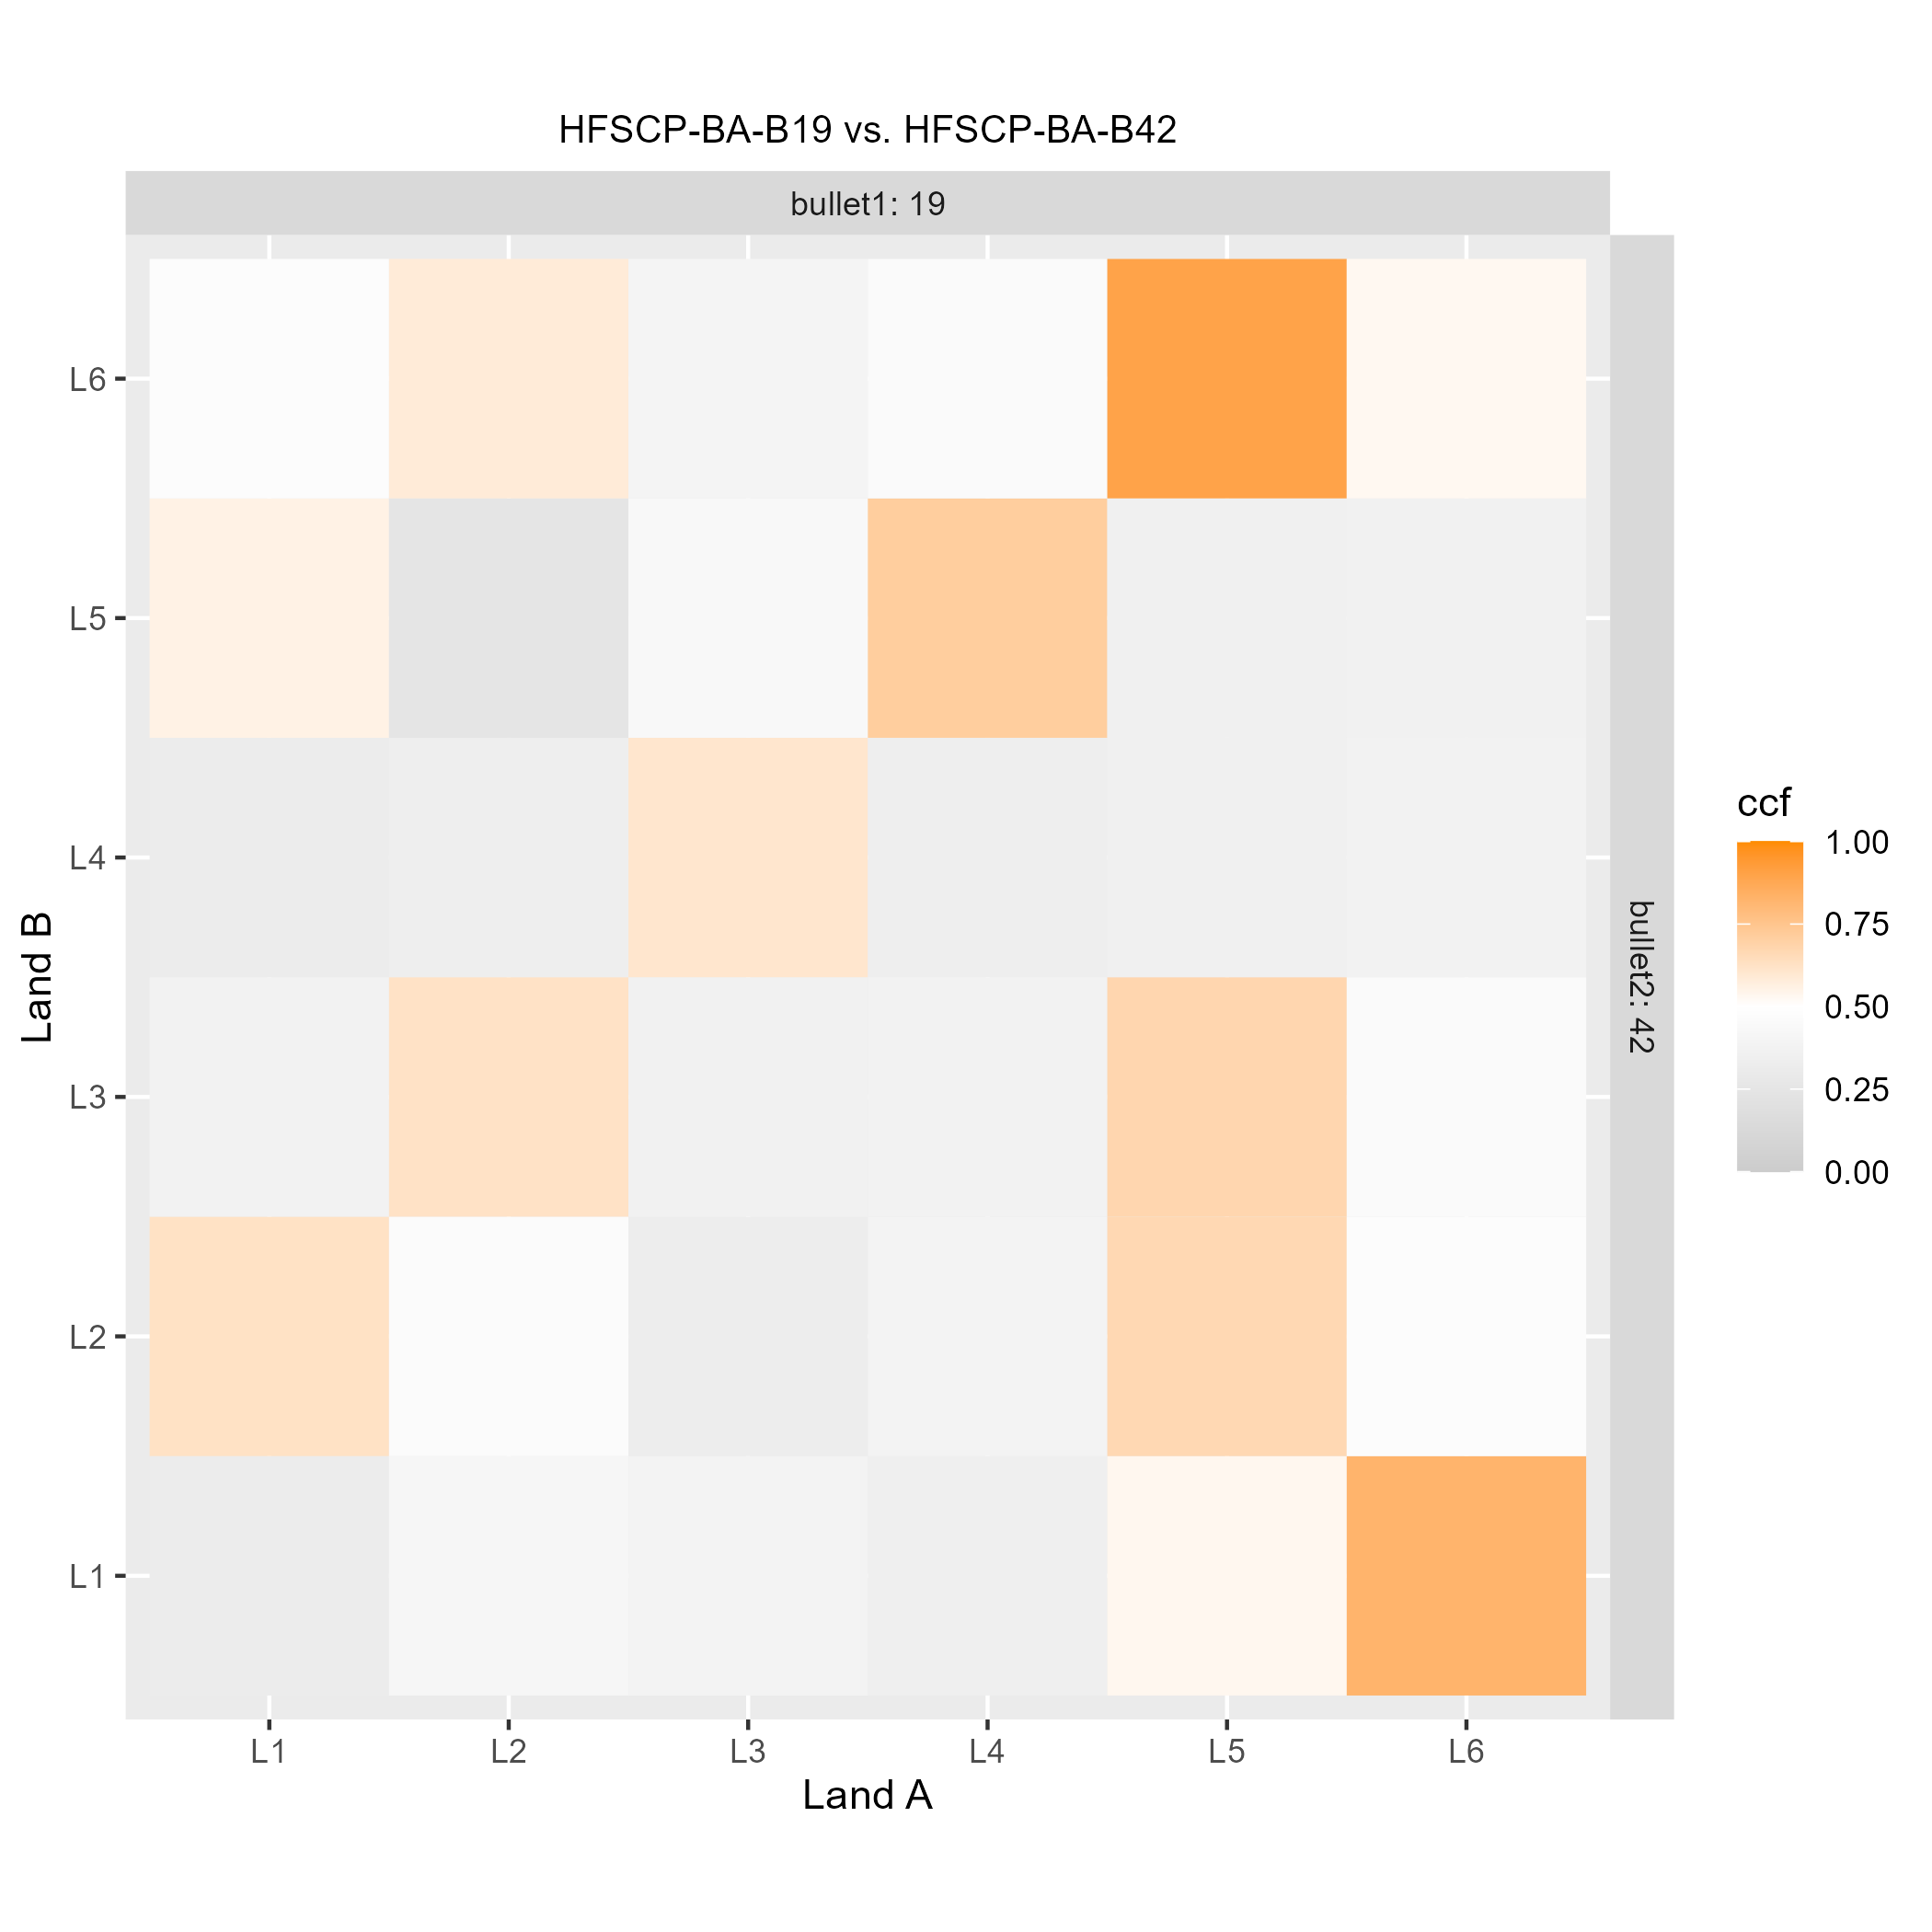 HFSCP-BA-B19 vs. HFSCP-BA-B42
bullet1: 19
L6
L5
L4
L3
L2
L1
Land B
bullet2: 42
L1 L2 L3 L4 L5 L6
Land A
ccf
1.00
0.75
0.50
0.25
0.00